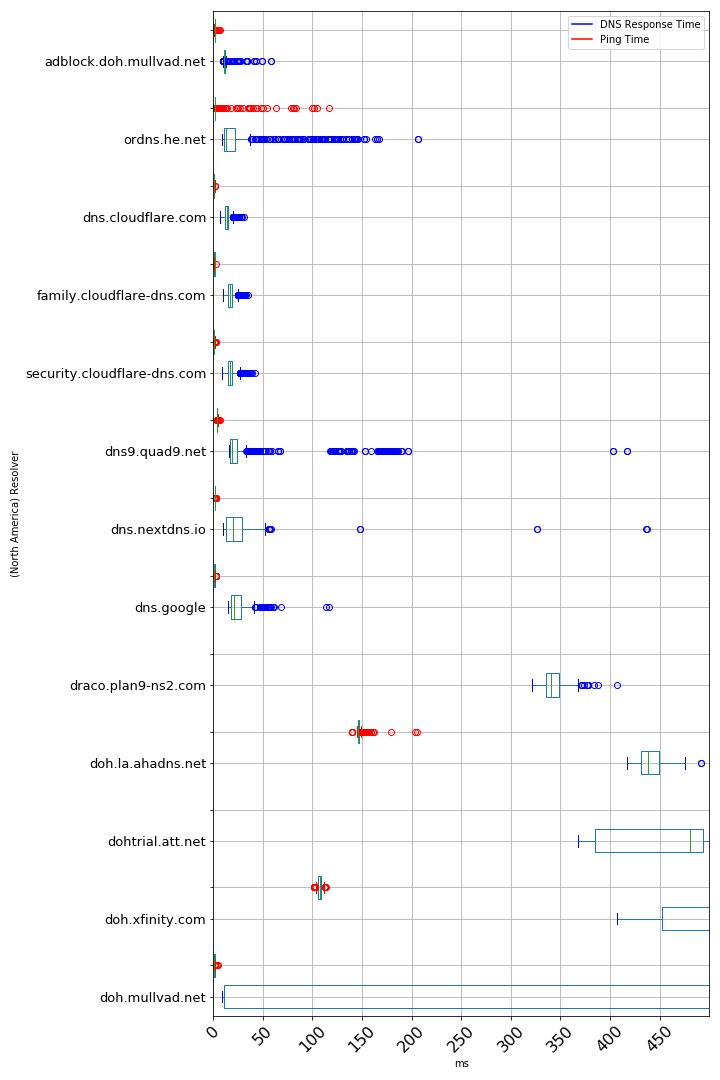 DNS Response Time
Ping Time
adblock.doh.mullvad.net
ordns.he.net
dns.cloudflare.com
family.cloudflare-dns.com
security.cloudflare-dns.com
dns9.quad9.net
dns.nextdns.io
dns.google
draco.plan9-ns2.com
doh.la.ahadns.net
dohtrial.att.net
doh.xfinity.com
doh.mullvad.net
(North America) Resolver
0 50 100 150 200 250 300 350 400 450
ms